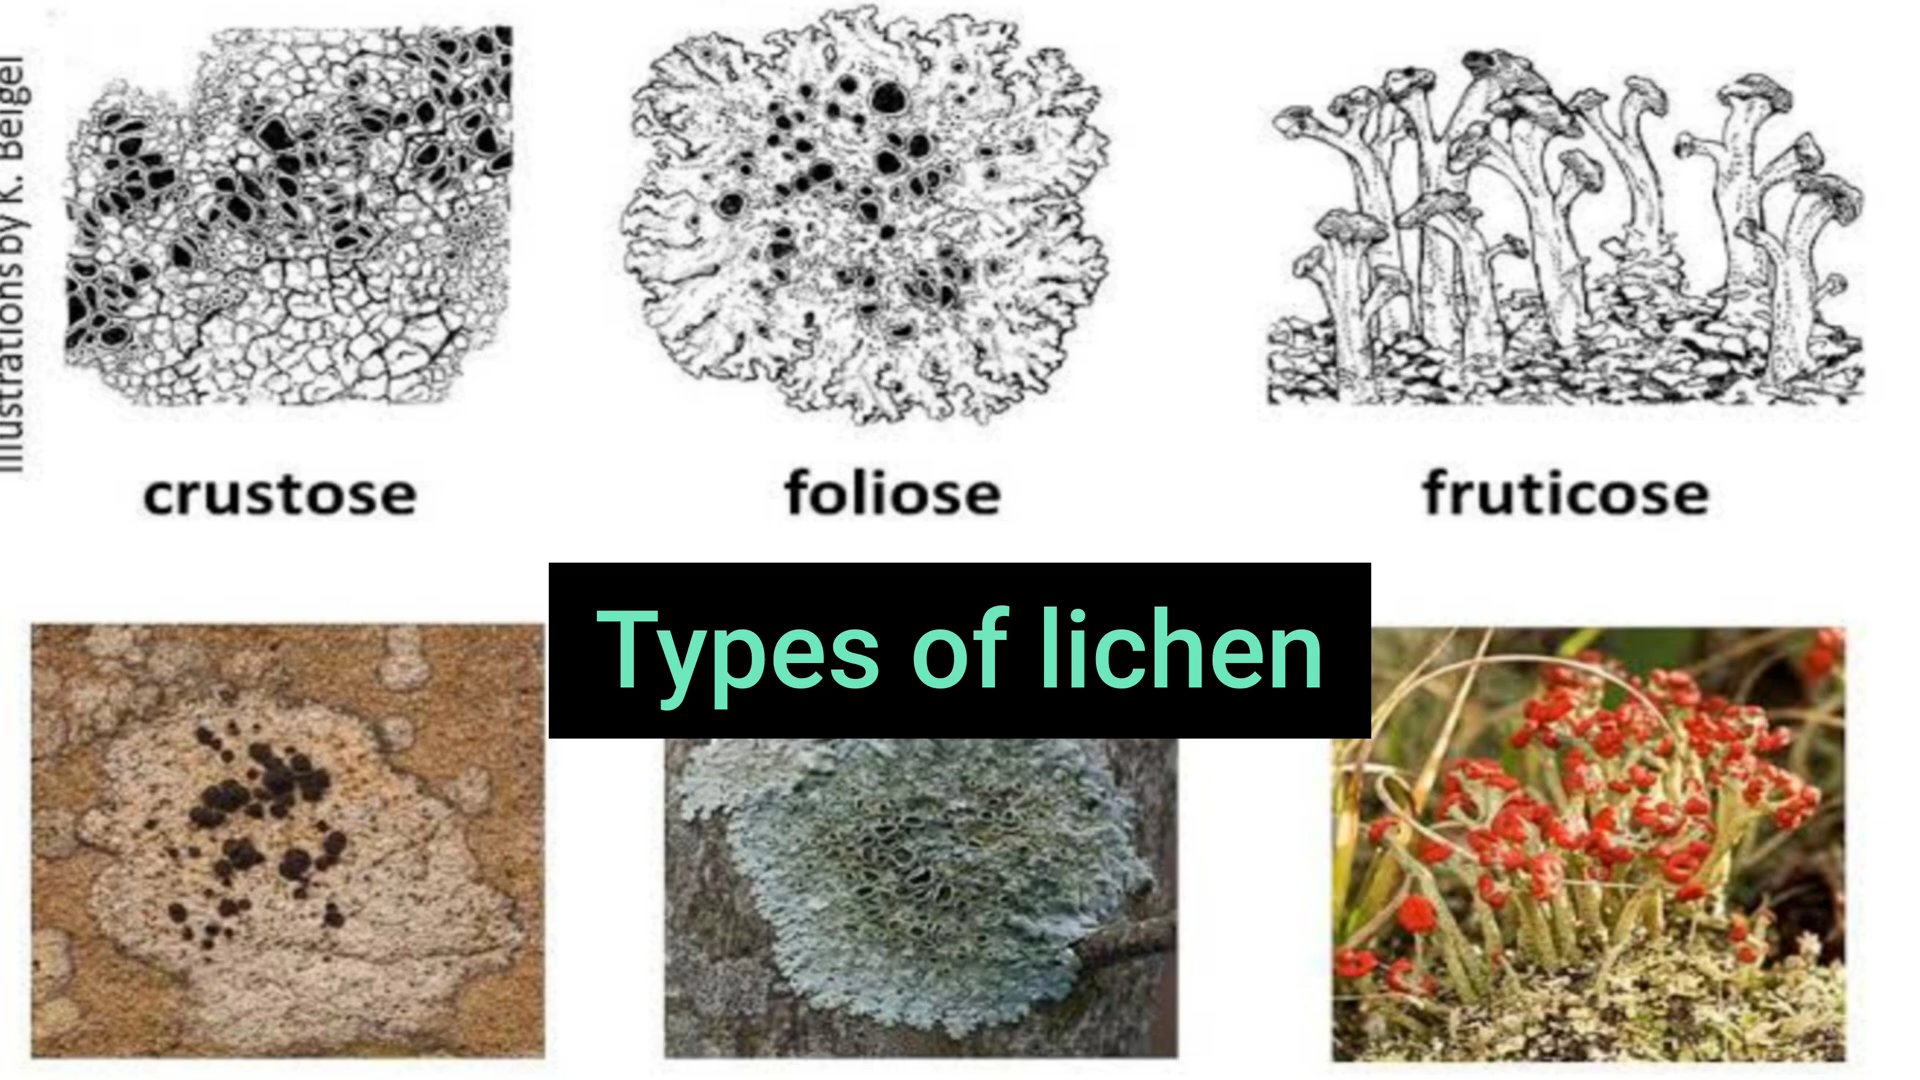 Illustrations by K. Beigel
crustose
foliose
fruticose
Types of lichen